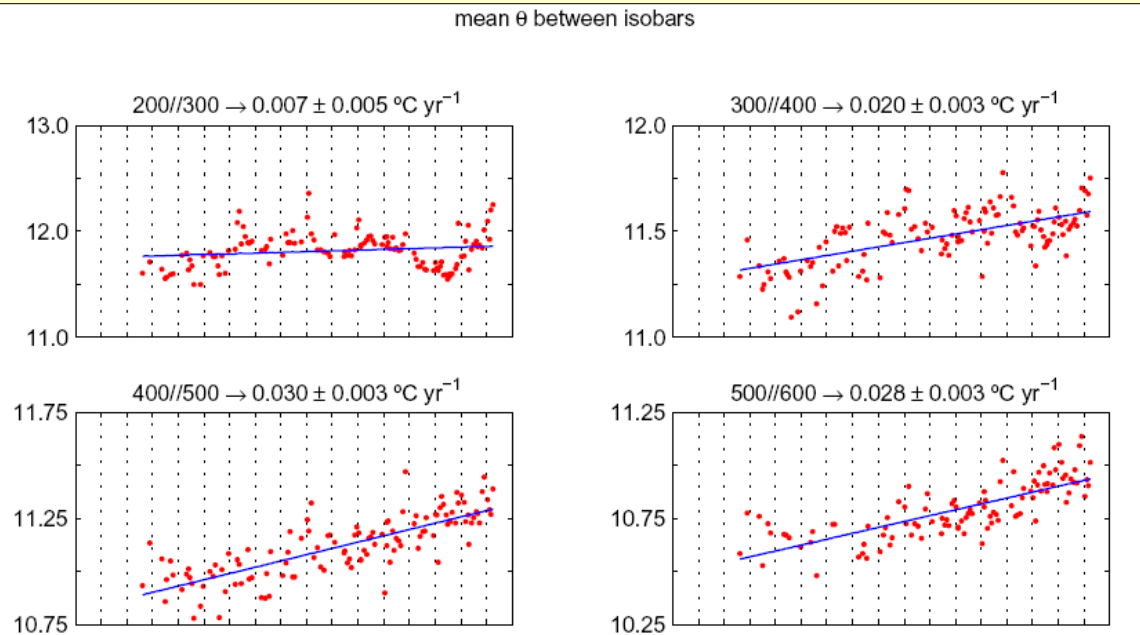 mean θ between isobars
200//300 → 0.007 ± 0.005 ºC yr⁻¹
13.0
12.0
11.0
300//400 → 0.020 ± 0.003 ºC yr⁻¹
12.0
11.5
11.0
400//500 → 0.030 ± 0.003 ºC yr⁻¹
11.75
11.25
10.75
500//600 → 0.028 ± 0.003 ºC yr⁻¹
11.25
10.75
10.25